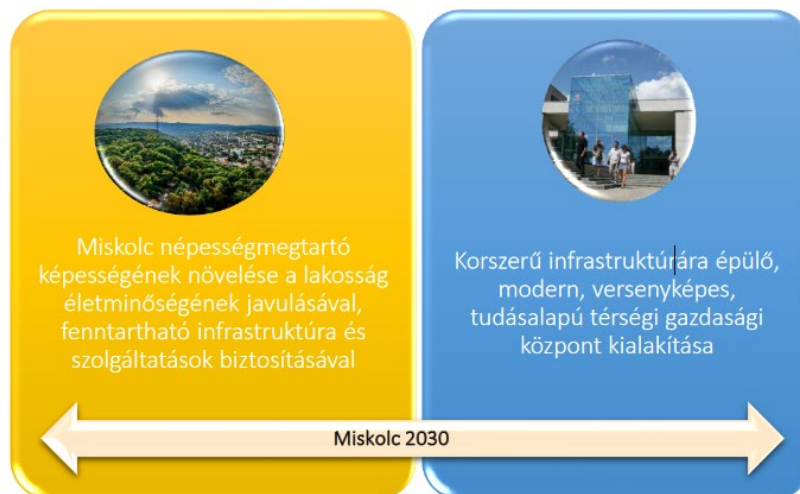 Miskolc népességmegtartó
képességének növelése a lakosság
életminőségének javulásával,
fenntartható infrastruktúra és
szolgáltatások biztosításával
Korszerű infrastruktúrára épülő,
modern, versenyképes,
tudásalapú térségi gazdasági
központ kialakítása
Miskolc 2030